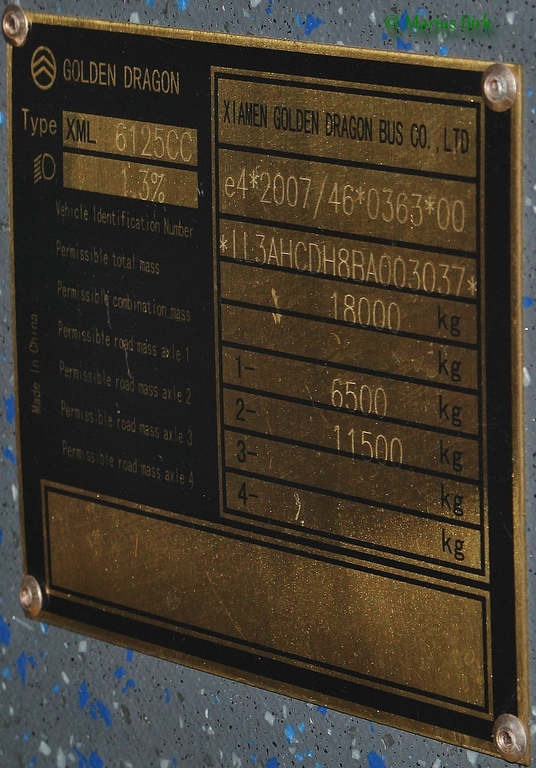 © Martus Birk
GOLDEN DRAGON
XIAMEN GOLDEN DRAGON BUS CO.,LTD
Type XML 6125CC
1.3%
e4*2007/46*0363*00
Vehicle Identification Number *LL3AHCDH8BA003037*
Permissible total mass 18000 kg
Permissible combination mass kg
Permissible road mass axle 1 1- 6500 kg
Permissible road mass axle 2 2- 11500 kg
Permissible road mass axle 3 3- kg
Permissible road mass axle 4 4- kg
Made In China